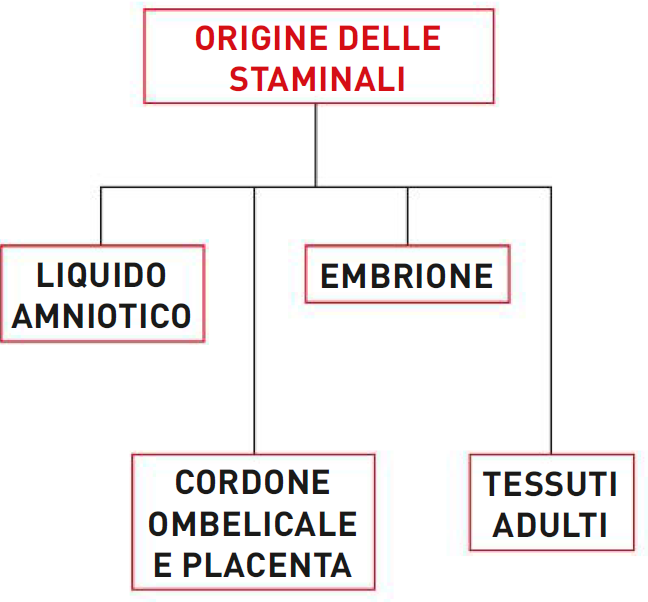 ORIGINE DELLE
STAMINALI
LIQUIDO
AMNIOTICO
EMBRIONE
CORDONE
OMBELICALE
E PLACENTA
TESSUTI
ADULTI